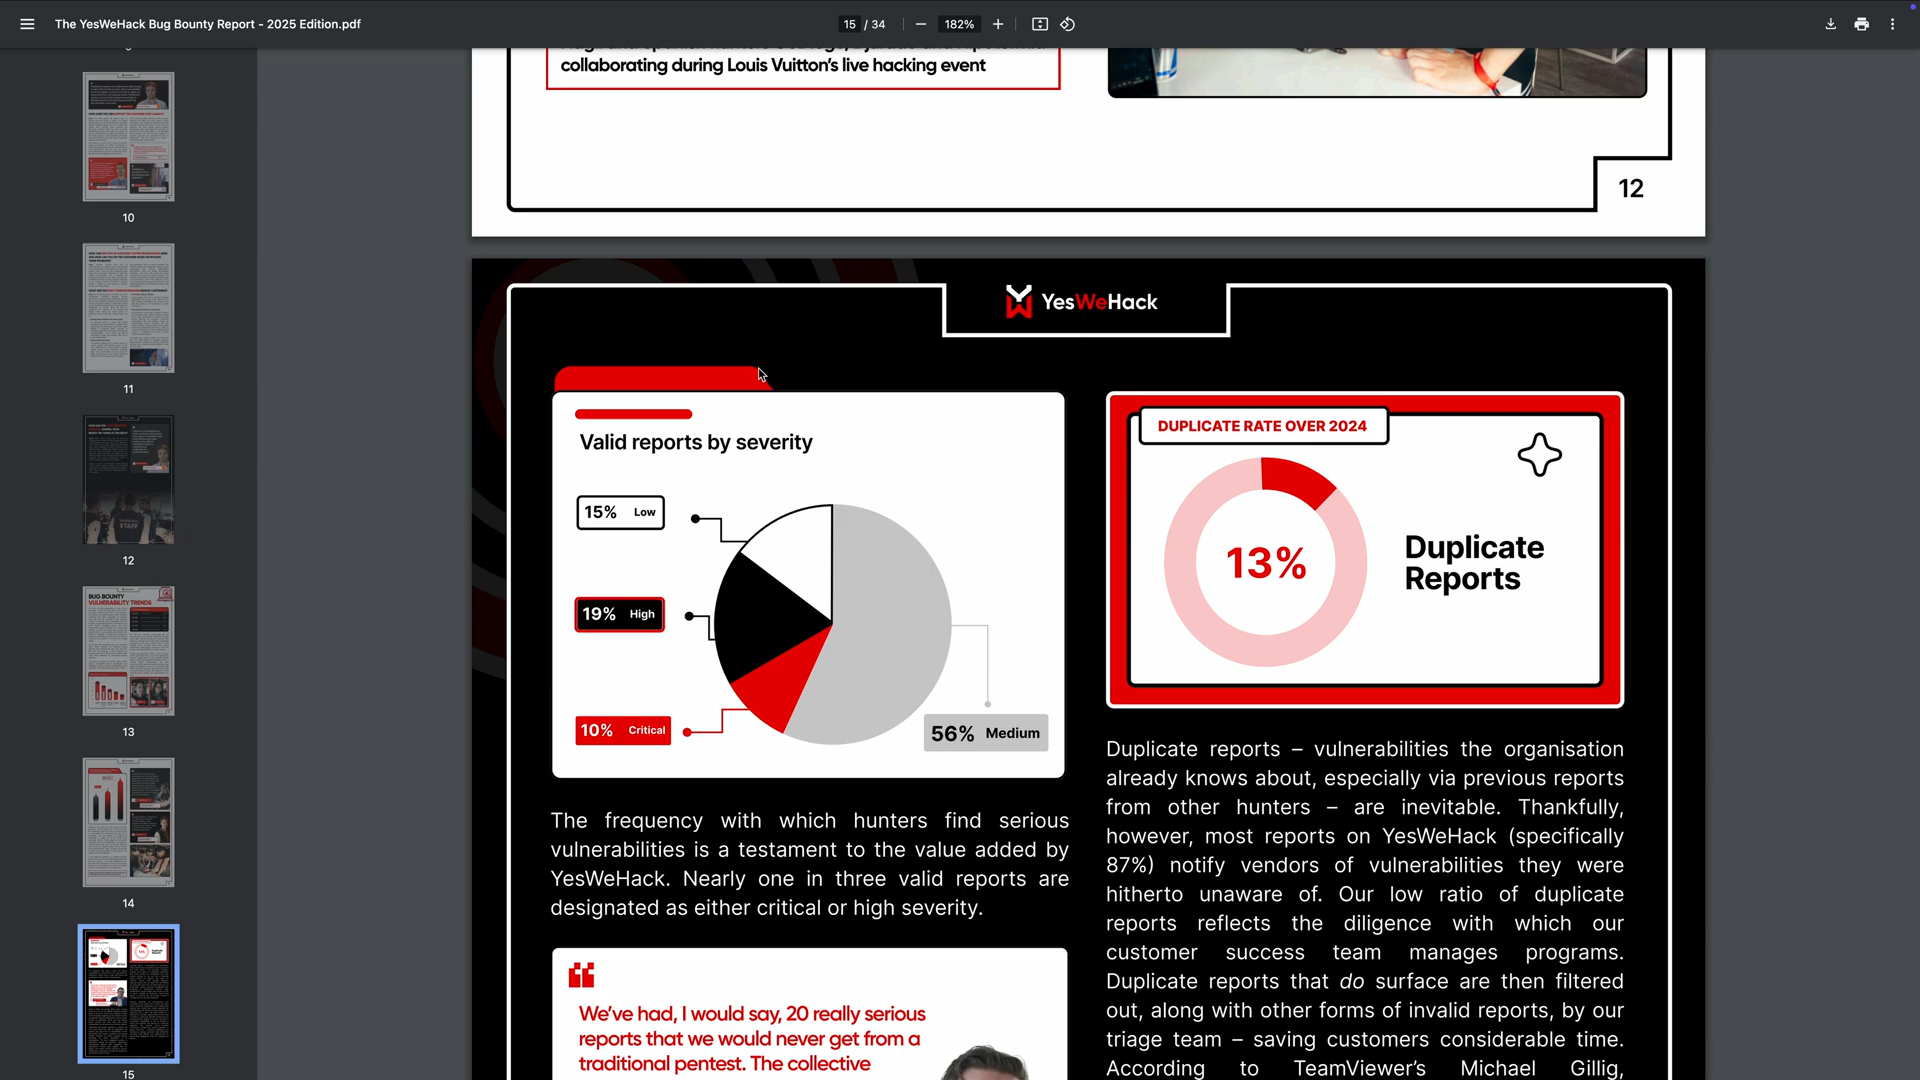 The YesWeHack Bug Bounty Report - 2025 Edition.pdf
15 / 34
182%
10
11
12
13
14
15
collaborating during Louis Vuitton's live hacking event
12
YesWeHack
Valid reports by severity
15% Low
19% High
10% Critical
56% Medium
The frequency with which hunters find serious
vulnerabilities is a testament to the value added by
YesWeHack. Nearly one in three valid reports are
designated as either critical or high severity.
We've had, I would say, 20 really serious
reports that we would never get from a
traditional pentest. The collective
DUPLICATE RATE OVER 2024
13%
Duplicate
Reports
Duplicate reports – vulnerabilities the organisation
already knows about, especially via previous reports
from other hunters – are inevitable. Thankfully,
however, most reports on YesWeHack (specifically
87%) notify vendors of vulnerabilities they were
hitherto unaware of. Our low ratio of duplicate
reports reflects the diligence with which our
customer success team manages programs.
Duplicate reports that do surface are then filtered
out, along with other forms of invalid reports, by our
triage team – saving customers considerable time.
According to TeamViewer's Michael Gillig,